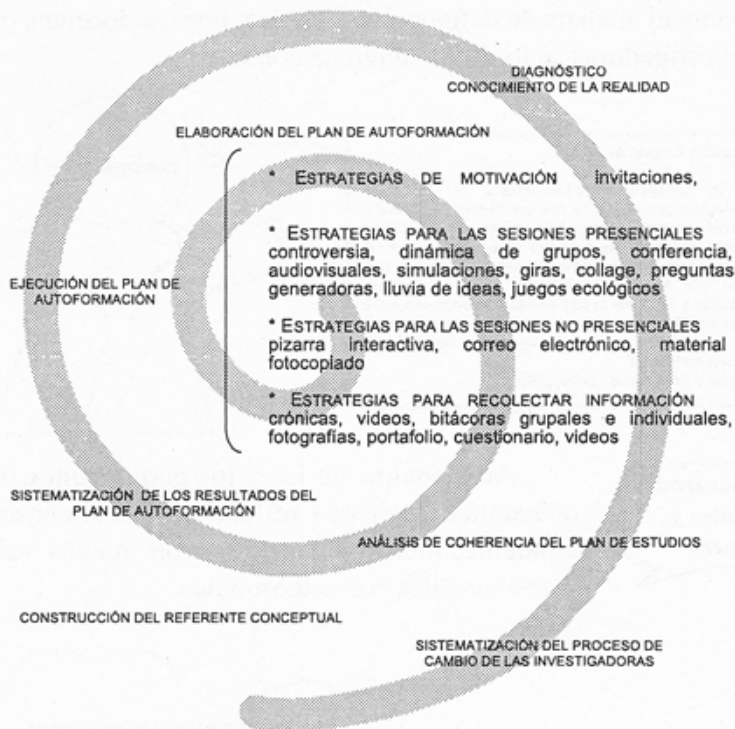 DIAGNÓSTICO
CONOCIMIENTO DE LA REALIDAD
ELABORACIÓN DEL PLAN DE AUTOFORMACIÓN
* ESTRATEGIAS DE MOTIVACIÓN invitaciones,
* ESTRATEGIAS PARA LAS SESIONES PRESENCIALES
controversia, dinámica de grupos, conferencia,
audiovisuales, simulaciones, giras, collage, preguntas
generadoras, lluvia de ideas, juegos ecológicos
EJECUCIÓN DEL PLAN DE
AUTOFORMACIÓN
* ESTRATEGIAS PARA LAS SESIONES NO PRESENCIALES
pizarra interactiva, correo electrónico, material
fotocopiado
* ESTRATEGIAS PARA RECOLECTAR INFORMACIÓN
crónicas, videos, bitácoras grupales e individuales,
fotografías, portafolio, cuestionario, videos
SISTEMATIZACIÓN DE LOS RESULTADOS DEL
PLAN DE AUTOFORMACIÓN
ANÁLISIS DE COHERENCIA DEL PLAN DE ESTUDIOS
CONSTRUCCIÓN DEL REFERENTE CONCEPTUAL
SISTEMATIZACIÓN DEL PROCESO DE
CAMBIO DE LAS INVESTIGADORAS